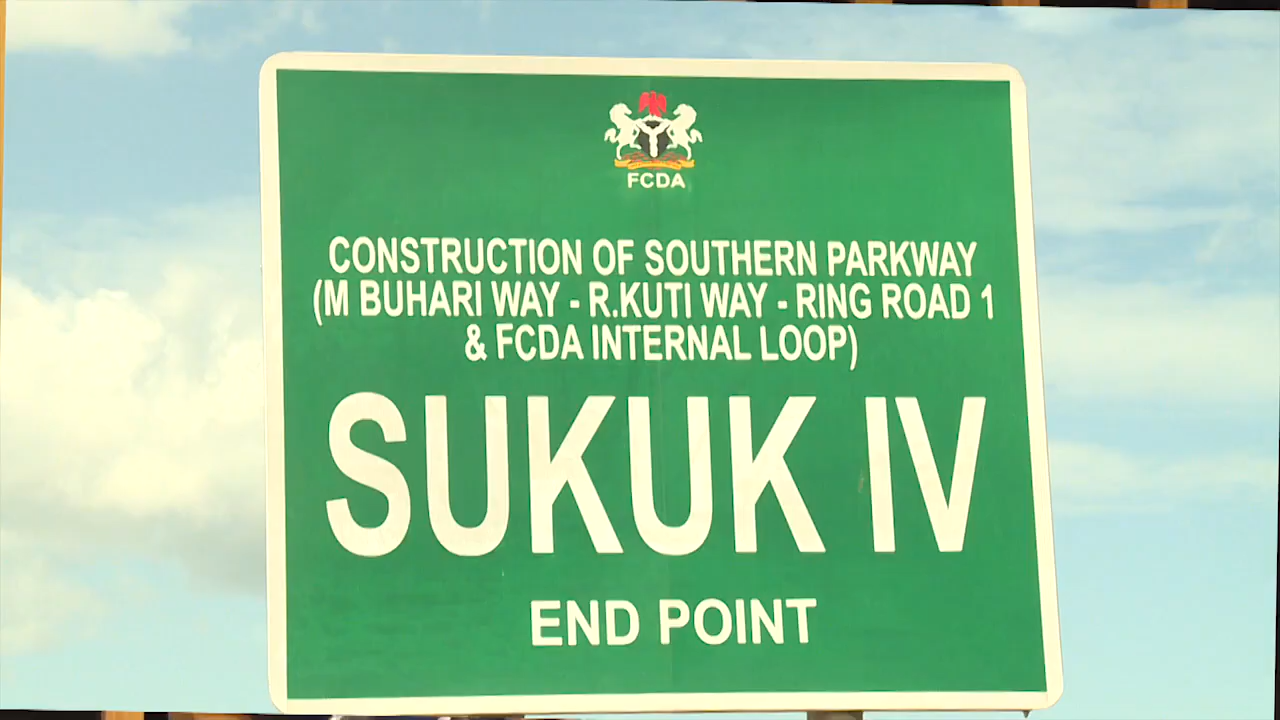 FCDA
CONSTRUCTION OF SOUTHERN PARKWAY
(M BUHARI WAY - R.KUTI WAY - RING ROAD 1
& FCDA INTERNAL LOOP)
SUKUK IV
END POINT